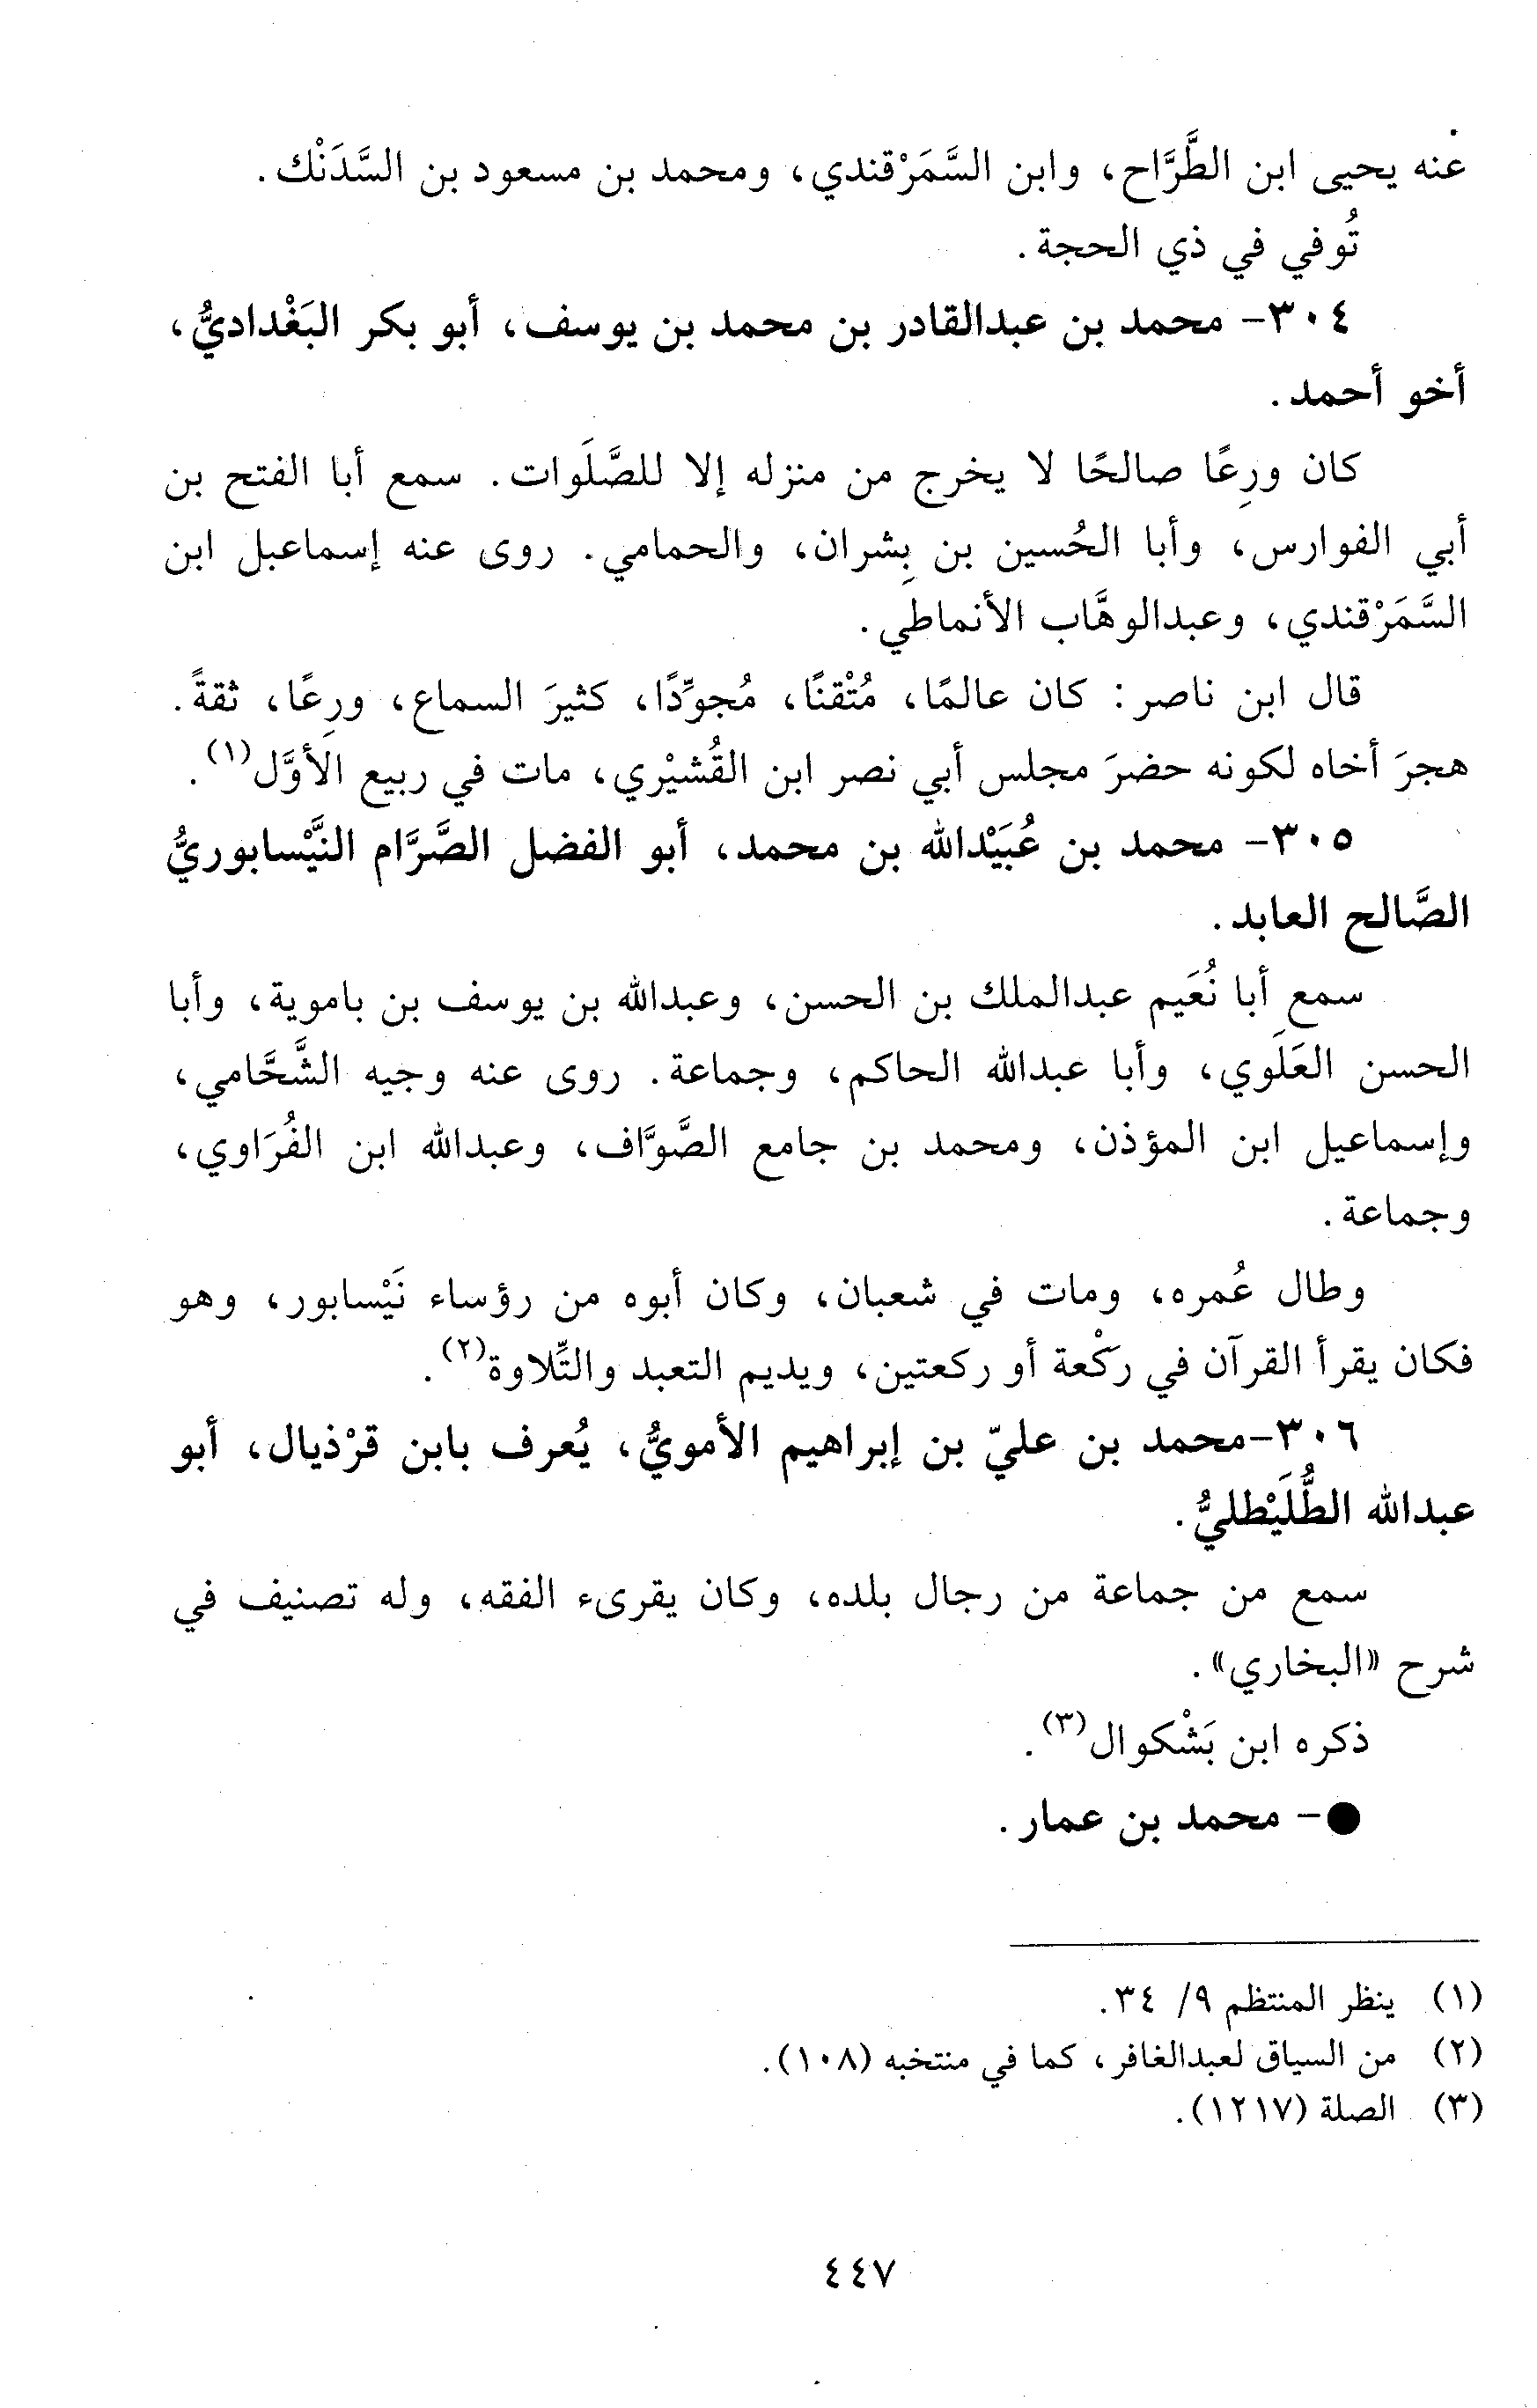 عنه يحيى ابن الطَّرَّاح، وابن السَّمَرْقندي، ومحمد بن مسعود بن السَّدَنْك.
تُوفي في ذي الحجة.
٣٠٤- محمد بن عبدالقادر بن محمد بن يوسف، أبو بكر البَغْداديُّ،
أخو أحمد.
كان ورِعًا صالحًا لا يخرج من منزله إلا للصَّلَوات. سمع أبا الفتح بن
أبي الفوارس، وأبا الحُسين بن بِشران، والحمامي. روى عنه إسماعبل ابن
السَّمَرْقندي، وعبدالوهَّاب الأنماطي.
قال ابن ناصر: كان عالمًا، مُتْقنًا، مُجوِّدًا، كثيرَ السماع، ورِعًا، ثقةً.
هجرَ أخاه لكونه حضرَ مجلس أبي نصر ابن القُشيْري، مات في ربيع الأوَّل(١).
٣٠٥- محمد بن عُبَيْدالله بن محمد، أبو الفضل الصَّرَّام النَّيْسابوريُّ
الصَّالح العابد.
سمع أبا نُعَيم عبدالملك بن الحسن، وعبدالله بن يوسف بن باموية، وأبا
الحسن العَلَوي، وأبا عبدالله الحاكم، وجماعة. روى عنه وجيه الشَّحَّامي،
وإسماعيل ابن المؤذن، ومحمد بن جامع الصَّوَّاف، وعبدالله ابن الفُرَاوي،
وجماعة.
وطال عُمره، ومات في شعبان، وكان أبوه من رؤساء نَيْسابور، وهو
فكان يقرأ القرآن في ركْعة أو ركعتين، ويديم التعبد والتِّلاوة(٢).
٣٠٦-محمد بن عليّ بن إبراهيم الأمويُّ، يُعرف بابن قرْذيال، أبو
عبدالله الطُّلَيْطليُّ.
سمع من جماعة من رجال بلده، وكان يقرىء الفقه، وله تصنيف في
شرح «البخاري».
ذكره ابن بَشْكوال(٣).
●- محمد بن عمار.
(١) ينظر المنتظم ٩/ ٣٤.
(٢) من السياق لعبدالغافر، كما في منتخبه (١٠٨).
(٣) الصلة (١٢١٧).
٤٤٧